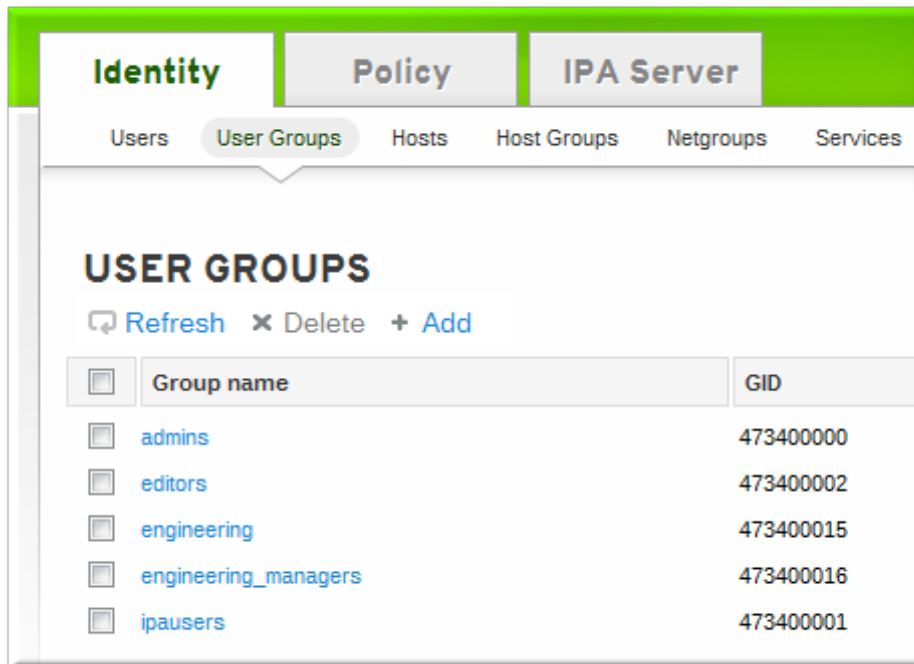 Identity Policy IPA Server
Users User Groups Hosts Host Groups Netgroups Services
USER GROUPS
Refresh Delete Add
Group name GID
admins 473400000
editors 473400002
engineering 473400015
engineering_managers 473400016
ipausers 473400001